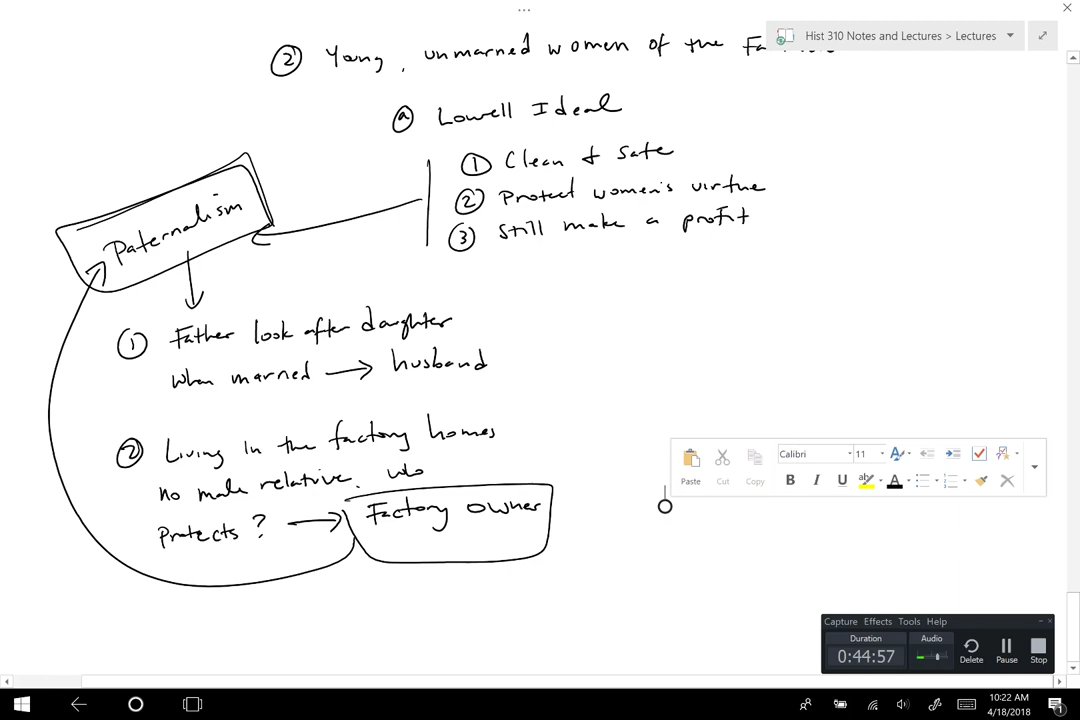 ② Young, unmarried women of the
Hist 310 Notes and Lectures > Lectures
ⓐ Lowell Ideal
① Clean & safe
② Protect women's virtue
③ Still make a profit
Paternalism
① Father look after daughter
when married → husband
② Living in the factory homes
no male relative. who
protects? → Factory owner
Calibri 11
Paste Cut Copy B I U ab A
Capture Effects Tools Help
Duration Audio
0:44:57 Delete Pause Stop
10:22 AM
4/18/2018 1